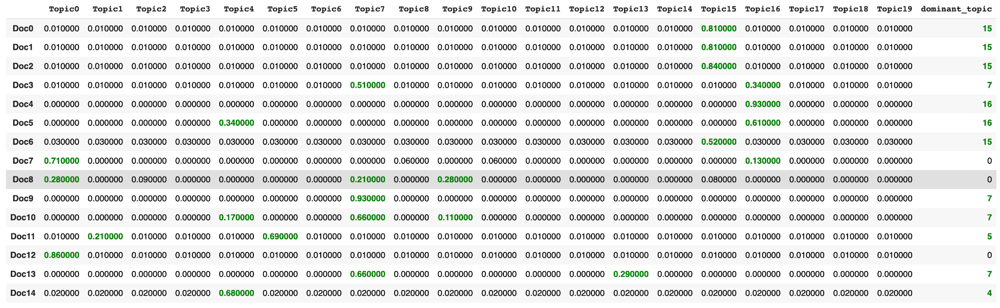 Topic0 Topic1 Topic2 Topic3 Topic4 Topic5 Topic6 Topic7 Topic8 Topic9 Topic10 Topic11 Topic12 Topic13 Topic14 Topic15 Topic16 Topic17 Topic18 Topic19 dominant_topic
Doc0 0.010000 0.010000 0.010000 0.010000 0.010000 0.010000 0.010000 0.010000 0.010000 0.010000 0.010000 0.010000 0.010000 0.010000 0.010000 0.810000 0.010000 0.010000 0.010000 0.010000 15
Doc1 0.010000 0.010000 0.010000 0.010000 0.010000 0.010000 0.010000 0.010000 0.010000 0.010000 0.010000 0.010000 0.010000 0.010000 0.010000 0.810000 0.010000 0.010000 0.010000 0.010000 15
Doc2 0.010000 0.010000 0.010000 0.010000 0.010000 0.010000 0.010000 0.010000 0.010000 0.010000 0.010000 0.010000 0.010000 0.010000 0.010000 0.840000 0.010000 0.010000 0.010000 0.010000 15
Doc3 0.010000 0.010000 0.010000 0.010000 0.010000 0.010000 0.010000 0.510000 0.010000 0.010000 0.010000 0.010000 0.010000 0.010000 0.010000 0.010000 0.340000 0.010000 0.010000 0.010000 7
Doc4 0.000000 0.000000 0.000000 0.000000 0.000000 0.000000 0.000000 0.000000 0.000000 0.000000 0.000000 0.000000 0.000000 0.000000 0.000000 0.000000 0.930000 0.000000 0.000000 0.000000 16
Doc5 0.000000 0.000000 0.000000 0.000000 0.340000 0.000000 0.000000 0.000000 0.000000 0.000000 0.000000 0.000000 0.000000 0.000000 0.000000 0.000000 0.610000 0.000000 0.000000 0.000000 16
Doc6 0.030000 0.030000 0.030000 0.030000 0.030000 0.030000 0.030000 0.030000 0.030000 0.030000 0.030000 0.030000 0.030000 0.030000 0.030000 0.520000 0.030000 0.030000 0.030000 0.030000 15
Doc7 0.710000 0.000000 0.000000 0.000000 0.000000 0.000000 0.000000 0.000000 0.060000 0.000000 0.060000 0.000000 0.000000 0.000000 0.000000 0.000000 0.130000 0.000000 0.000000 0.000000 0
Doc8 0.280000 0.000000 0.090000 0.000000 0.000000 0.000000 0.000000 0.210000 0.000000 0.280000 0.000000 0.000000 0.000000 0.000000 0.000000 0.080000 0.000000 0.000000 0.000000 0.000000 0
Doc9 0.000000 0.000000 0.000000 0.000000 0.000000 0.000000 0.000000 0.930000 0.000000 0.000000 0.000000 0.000000 0.000000 0.000000 0.000000 0.000000 0.000000 0.000000 0.000000 0.000000 7
Doc10 0.000000 0.000000 0.000000 0.000000 0.170000 0.000000 0.000000 0.660000 0.000000 0.110000 0.000000 0.000000 0.000000 0.000000 0.000000 0.000000 0.000000 0.000000 0.000000 0.000000 7
Doc11 0.010000 0.210000 0.010000 0.010000 0.010000 0.690000 0.010000 0.010000 0.010000 0.010000 0.010000 0.010000 0.010000 0.010000 0.010000 0.010000 0.010000 0.010000 0.010000 0.010000 5
Doc12 0.860000 0.010000 0.010000 0.010000 0.010000 0.010000 0.010000 0.010000 0.010000 0.010000 0.010000 0.010000 0.010000 0.010000 0.010000 0.010000 0.010000 0.010000 0.010000 0.010000 0
Doc13 0.000000 0.000000 0.000000 0.000000 0.000000 0.000000 0.000000 0.660000 0.000000 0.000000 0.000000 0.000000 0.000000 0.290000 0.000000 0.000000 0.000000 0.000000 0.000000 0.000000 7
Doc14 0.020000 0.020000 0.020000 0.020000 0.680000 0.020000 0.020000 0.020000 0.020000 0.020000 0.020000 0.020000 0.020000 0.020000 0.020000 0.020000 0.020000 0.020000 0.020000 0.020000 4